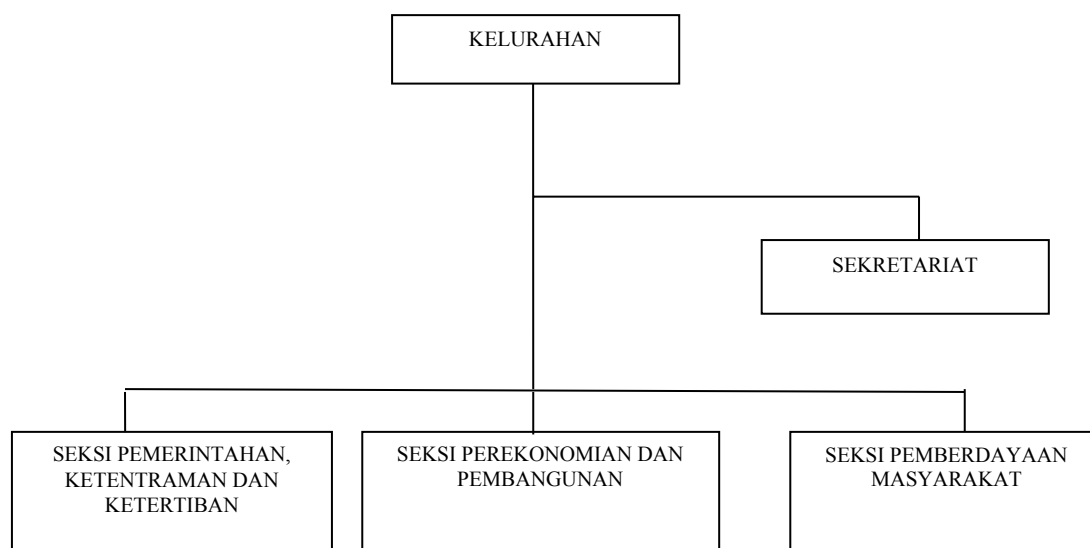 KELURAHAN
SEKRETARIAT
SEKSI PEMERINTAHAN,
KETENTRAMAN DAN
KETERTIBAN
SEKSI PEREKONOMIAN DAN
PEMBANGUNAN
SEKSI PEMBERDAYAAN
MASYARAKAT